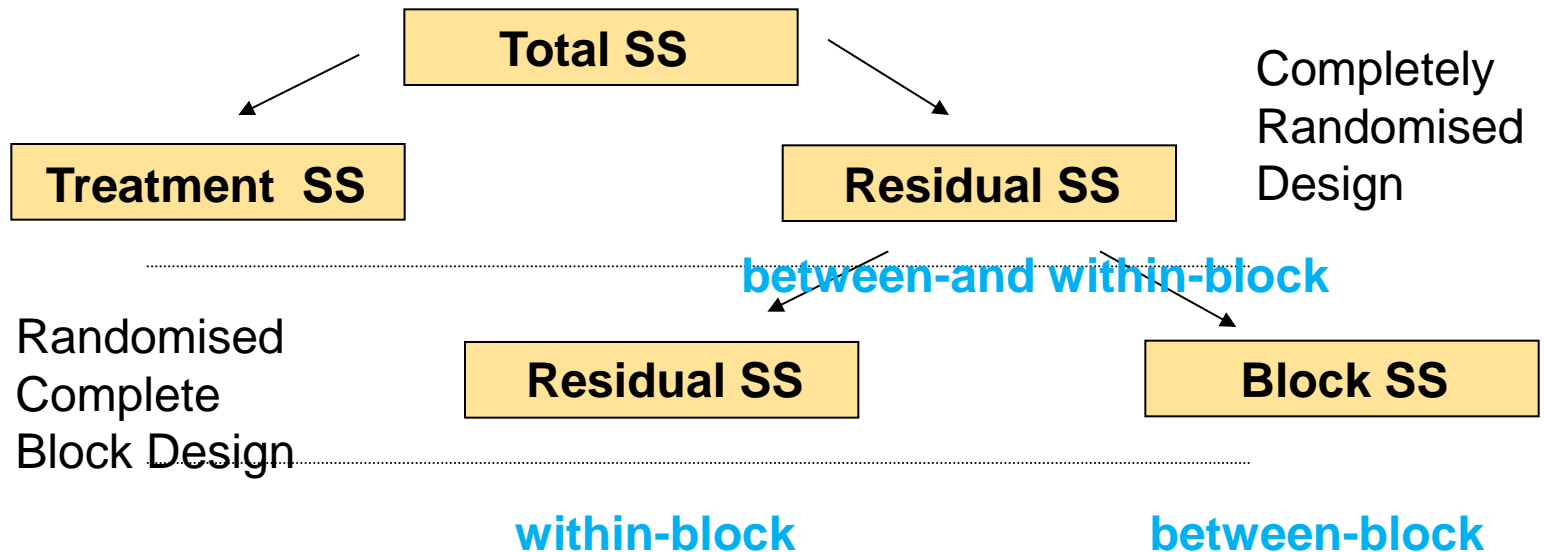 Total SS
Completely
Randomised
Design
Treatment SS
Residual SS
between-and within-block
Randomised
Complete
Block Design
Residual SS
Block SS
within-block
between-block